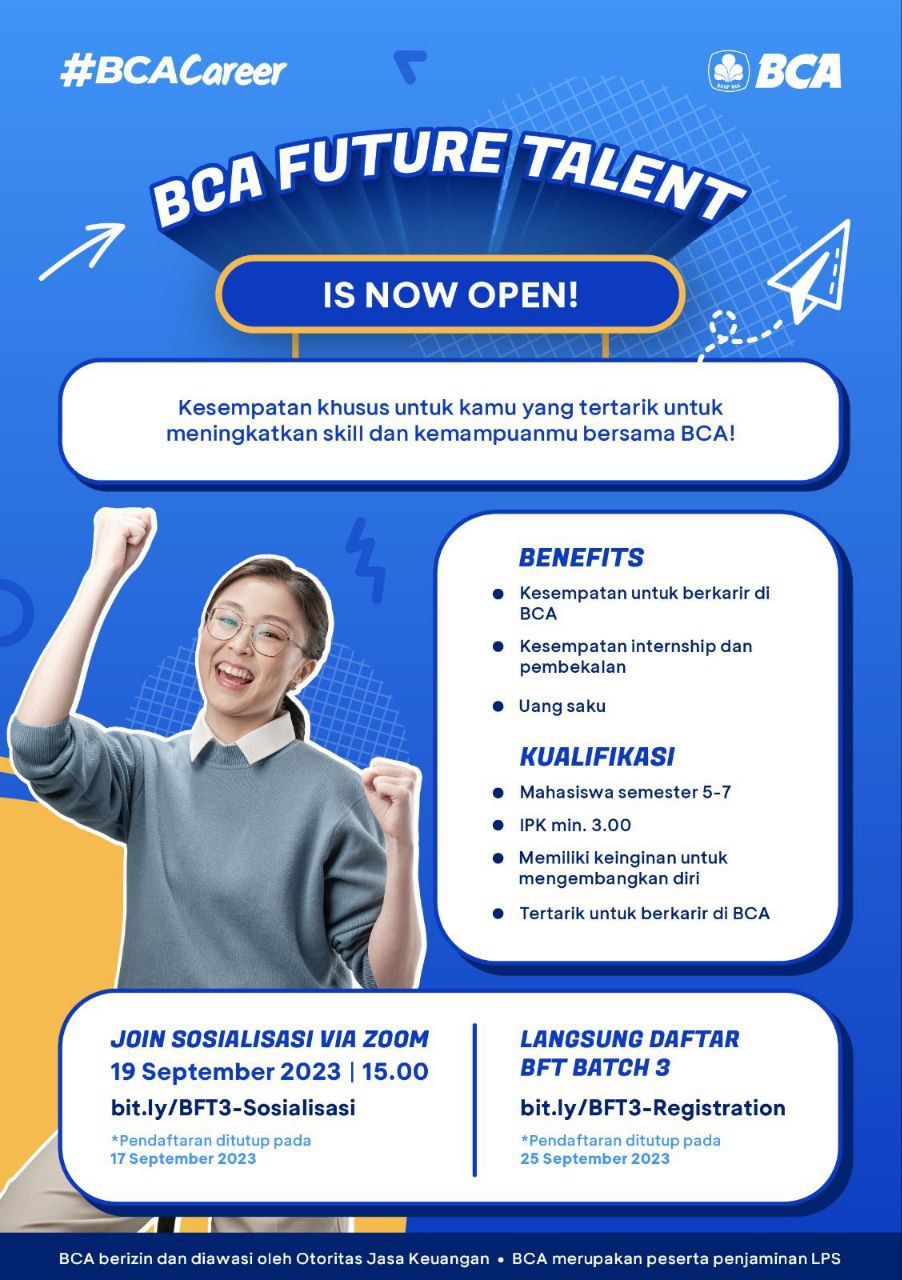 #BCACareer
BCA
BCA FUTURE TALENT
IS NOW OPEN!
Kesempatan khusus untuk kamu yang tertarik untuk
meningkatkan skill dan kemampuanmu bersama BCA!
BENEFITS
Kesempatan untuk berkarir di
BCA
Kesempatan internship dan
pembekalan
Uang saku
KUALIFIKASI
Mahasiswa semester 5-7
IPK min. 3.00
Memiliki keinginan untuk
mengembangkan diri
Tertarik untuk berkarir di BCA
JOIN SOSIALISASI VIA ZOOM
19 September 2023 | 15.00
bit.ly/BFT3-Sosialisasi
*Pendaftaran ditutup pada
17 September 2023
LANGSUNG DAFTAR
BFT BATCH 3
bit.ly/BFT3-Registration
*Pendaftaran ditutup pada
25 September 2023
BCA berizin dan diawasi oleh Otoritas Jasa Keuangan • BCA merupakan peserta penjaminan LPS